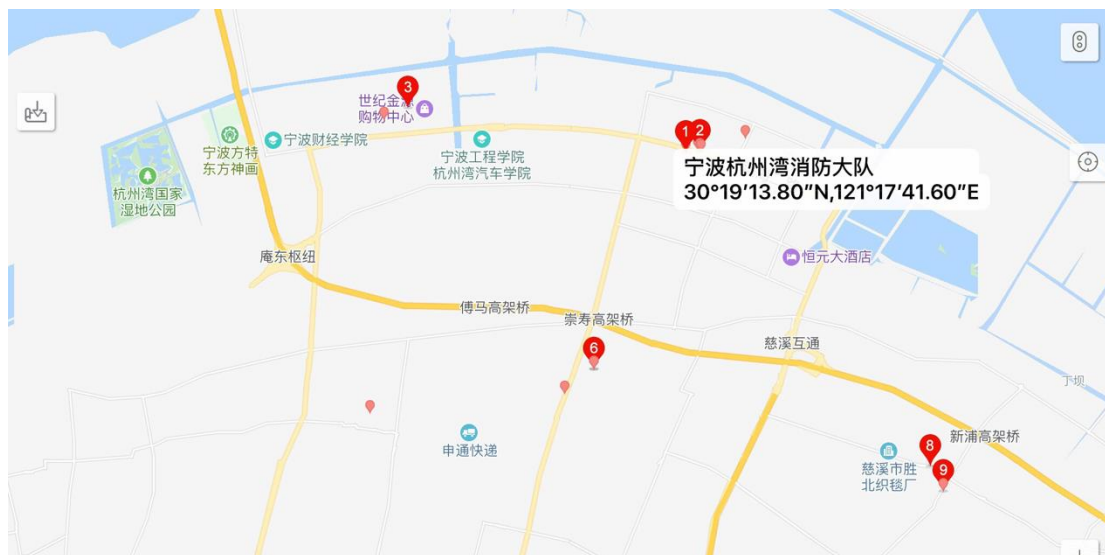 3
世纪金
购物中心
宁波方特
东方神画
宁波财经学院
宁波工程学院
杭州湾汽车学院
1
2
宁波杭州湾消防大队
30°19′13.80″N,121°17′41.60″E
杭州湾国家
湿地公园
庵东枢纽
恒元大酒店
傅马高架桥
崇寿高架桥
慈溪互通
6
丁坝
申通快递
新浦高架桥
8
慈溪市胜
北织毯厂
9